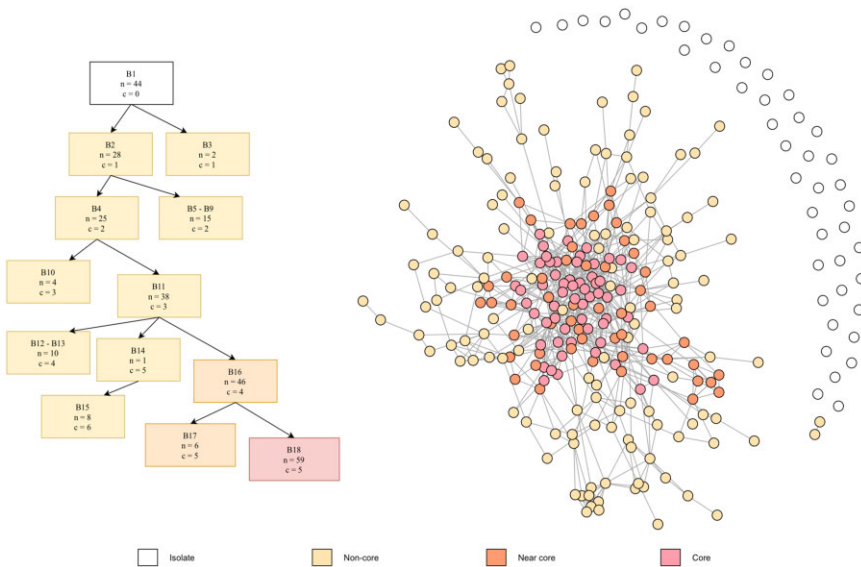 B1
n = 44
c = 0
B2
n = 28
c = 1
B3
n = 2
c = 1
B4
n = 25
c = 2
B5 - B9
n = 15
c = 2
B10
n = 4
c = 3
B11
n = 38
c = 3
B12 - B13
n = 10
c = 4
B14
n = 1
c = 5
B16
n = 46
c = 4
B15
n = 8
c = 6
B17
n = 6
c = 5
B18
n = 59
c = 5
Isolate
Non-core
Near core
Core